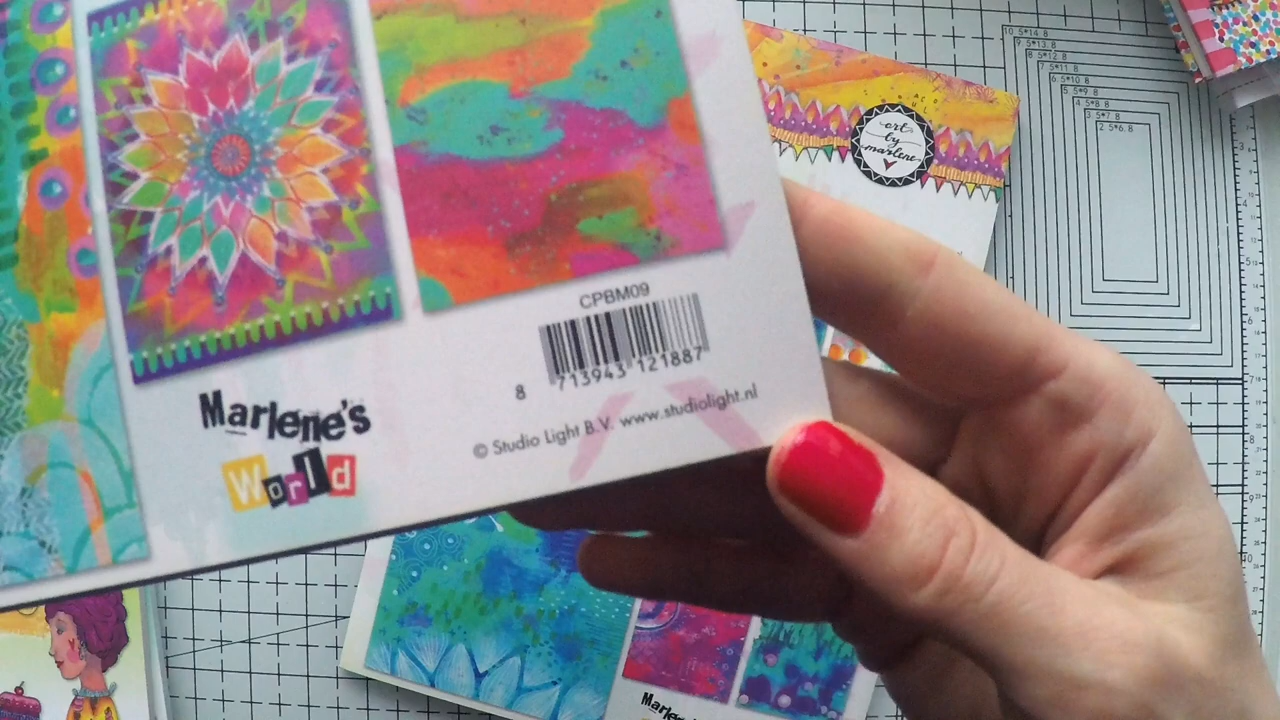 CPBM09
8 713943 121887
© Studio Light B.V. www.studiolight.nl
Marlene's
World
art
by
marlene
10.5*14.8
9.5*13.8
8.5*12.8
7.5*11.8
6.5*10.8
5.5*9.8
4.5*8.8
3.5*7.8
2.5*6.8